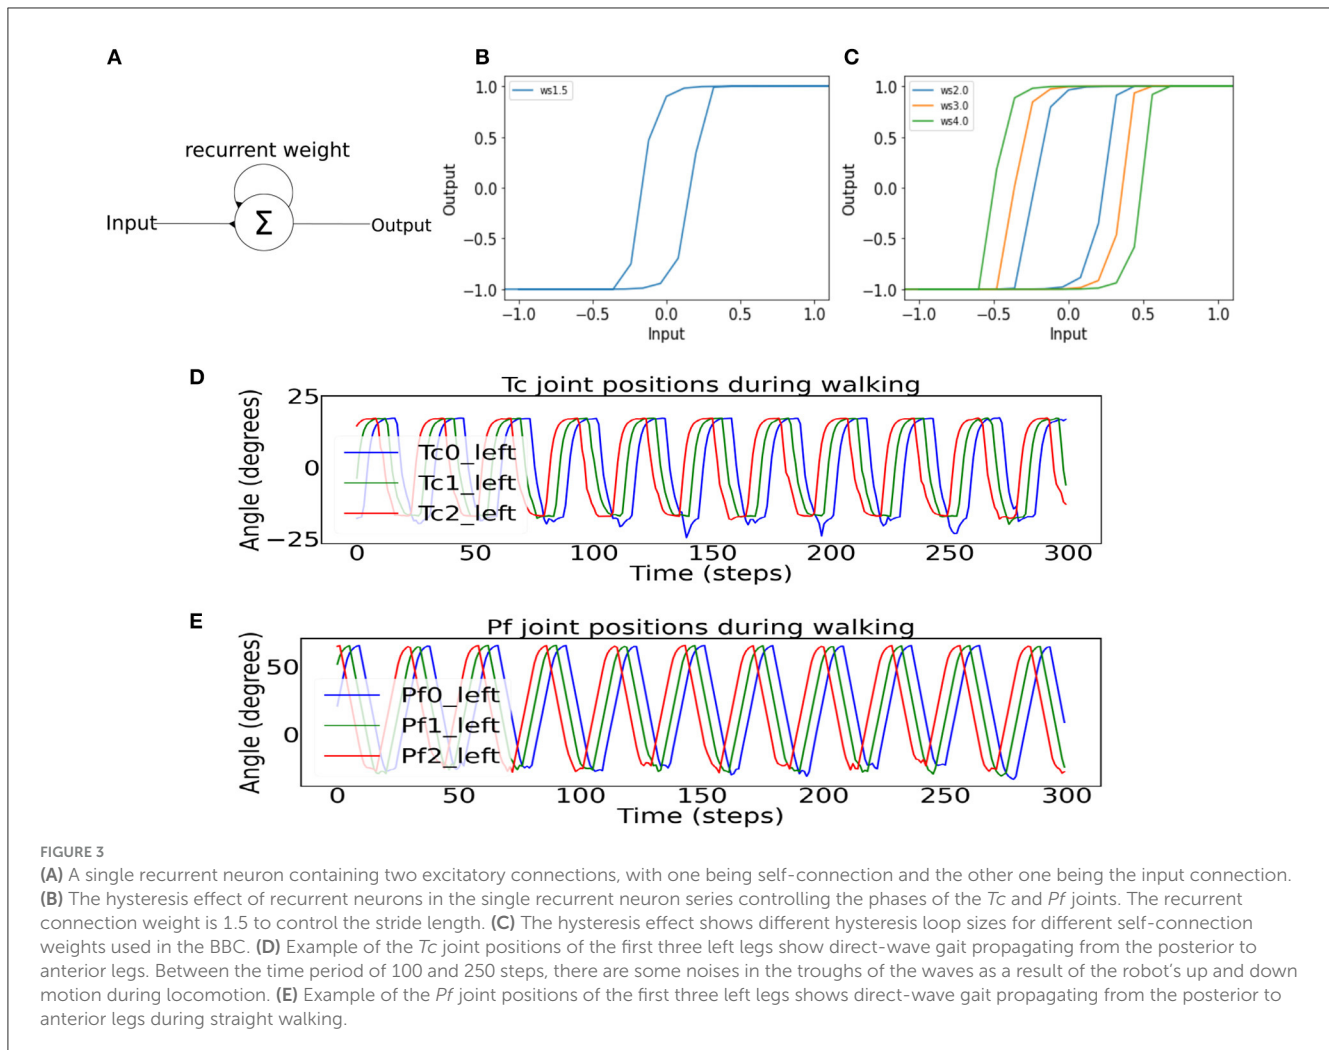 A
recurrent weight
Input
Σ
Output
B
ws1.5
Output
1.0
0.5
0.0
−0.5
−1.0
−1.0 −0.5 0.0 0.5 1.0
Input
C
ws2.0
ws3.0
ws4.0
Output
1.0
0.5
0.0
−0.5
−1.0
−1.0 −0.5 0.0 0.5 1.0
Input
D
Tc joint positions during walking
Angle (degrees)
25
0
−25
Tc0_left
Tc1_left
Tc2_left
0 50 100 150 200 250 300
Time (steps)
E
Pf joint positions during walking
Angle (degrees)
50
0
Pf0_left
Pf1_left
Pf2_left
0 50 100 150 200 250 300
Time (steps)
FIGURE 3
(A) A single recurrent neuron containing two excitatory connections, with one being self-connection and the other one being the input connection.
(B) The hysteresis effect of recurrent neurons in the single recurrent neuron series controlling the phases of the Tc and Pf joints. The recurrent
connection weight is 1.5 to control the stride length. (C) The hysteresis effect shows different hysteresis loop sizes for different self-connection
weights used in the BBC. (D) Example of the Tc joint positions of the first three left legs show direct-wave gait propagating from the posterior to
anterior legs. Between the time period of 100 and 250 steps, there are some noises in the troughs of the waves as a result of the robot's up and down
motion during locomotion. (E) Example of the Pf joint positions of the first three left legs shows direct-wave gait propagating from the posterior to
anterior legs during straight walking.